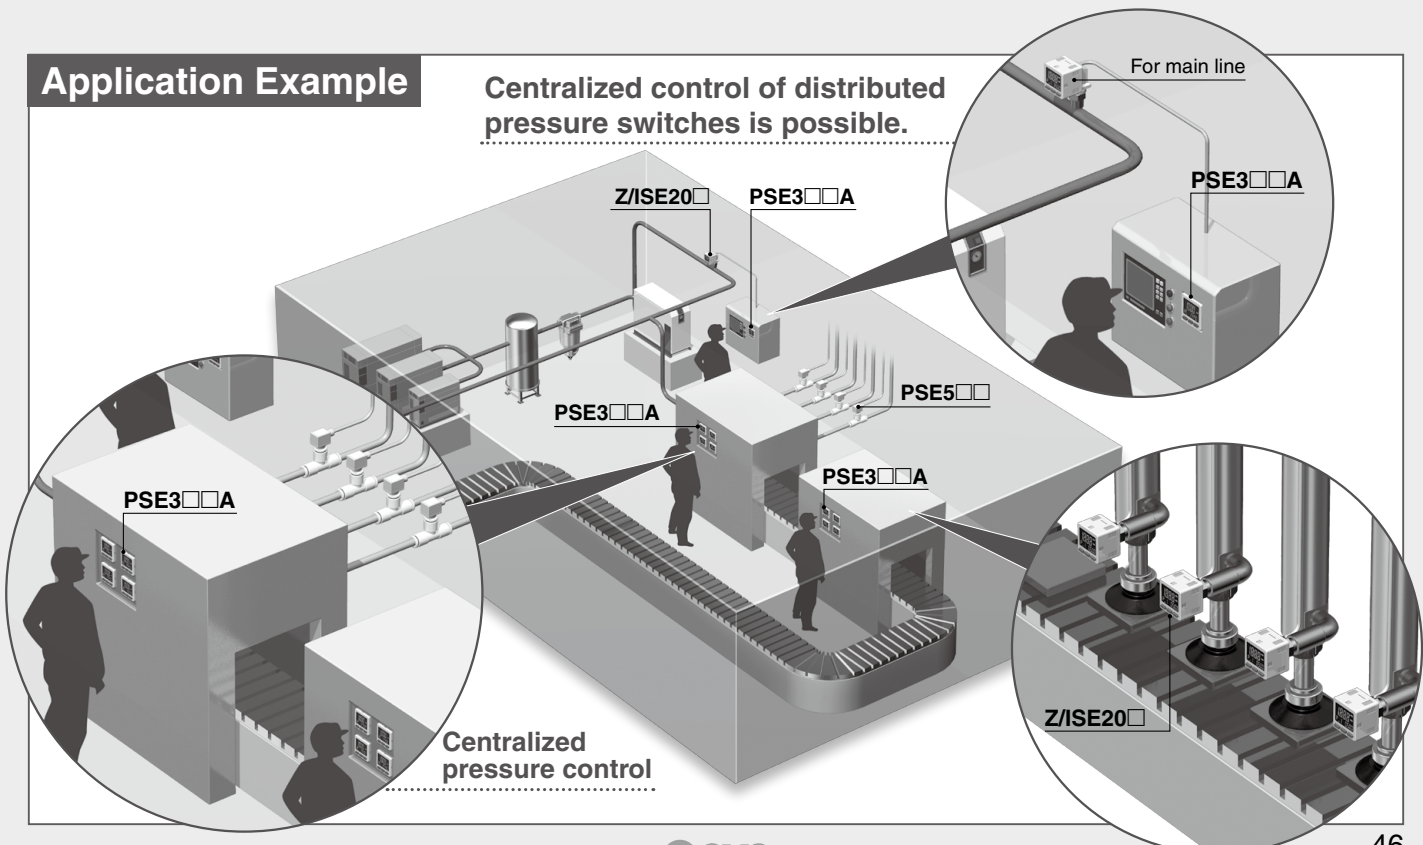 Application Example
Centralized control of distributed
pressure switches is possible.
For main line
PSE3□□A
Z/ISE20□
PSE3□□A
PSE5□□
PSE3□□A
PSE3□□A
PSE3□□A
Z/ISE20□
Centralized
pressure control